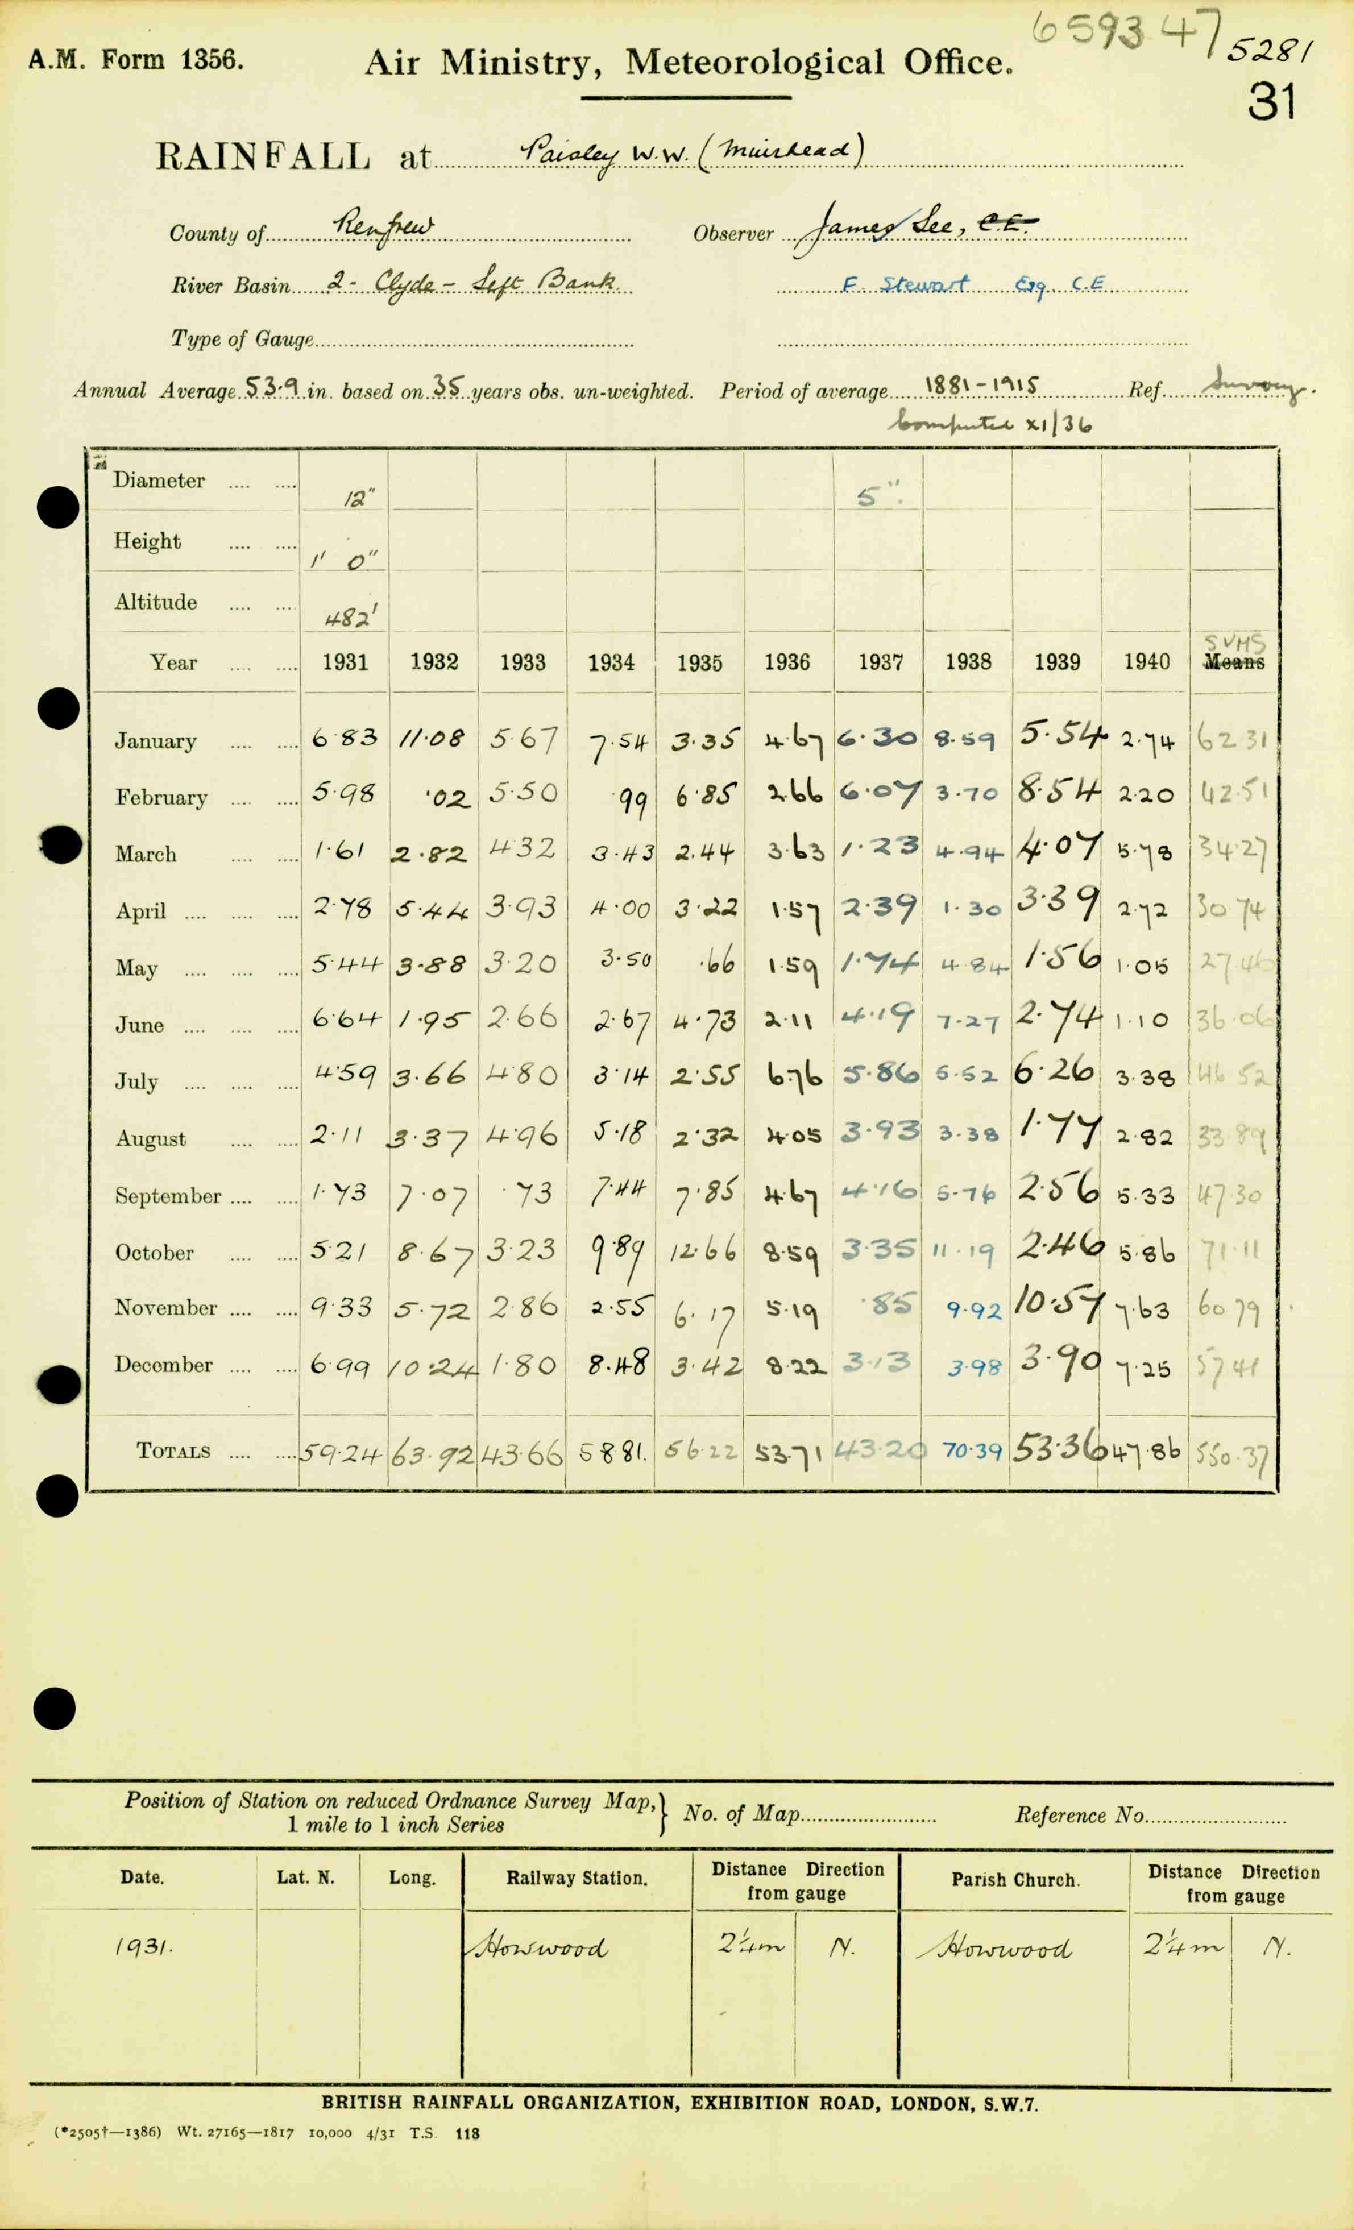 6593 47
5281
31
A.M. Form 1356.
Air Ministry, Meteorological Office.
RAINFALL at Paisley W.W. (Muirhead)
County of Renfrew Observer James Lee, C.E.
River Basin 2- Clyde - Left Bank F Stewart Esq. C.E.
Type of Gauge
Annual Average 53.9 in. based on 35 years obs. un-weighted. Period of average 1881-1915 Ref. Survey.
Computed XI/36
Diameter 12" 5".
Height 1' 0"
Altitude 482'
SUMS
Year 1931 1932 1933 1934 1935 1936 1937 1938 1939 1940 Means
January 6.83 11.08 5.67 7.54 3.35 4.67 6.30 8.59 5.54 2.74 62 31
February 5.98 .02 5.50 .99 6.85 2.66 6.07 3.70 8.54 2.20 42.51
March 1.61 2.82 4.32 3.43 2.44 3.63 1.23 4.94 4.07 5.78 34.27
April 2.78 5.44 3.93 4.00 3.22 1.57 2.39 1.30 3.39 2.72 30 74
May 5.44 3.88 3.20 3.50 .66 1.59 1.74 4.84 1.56 1.05 27.46
June 6.64 1.95 2.66 2.67 4.73 2.11 4.19 7.27 2.74 1.10 36.06
July 4.59 3.66 4.80 3.14 2.55 6.76 5.86 5.52 6.26 3.38 46 52
August 2.11 3.37 4.96 5.18 2.32 4.05 3.93 3.38 1.77 2.82 33 89
September 1.73 7.07 .73 7.44 7.85 4.67 4.16 5.76 2.56 5.33 47.30
October 5.21 8.67 3.23 9.89 12.66 8.59 3.35 11.19 2.46 5.86 71.11
November 9.33 5.72 2.86 2.55 6.17 5.19 .85 9.92 10.57 7.63 60 79
December 6.99 10.24 1.80 8.48 3.42 8.22 3.13 3.98 3.90 7.25 57 41
TOTALS 59.24 63.92 43.66 58 81. 56.22 53.71 43.20 70.39 53.36 47.86 550.37
Position of Station on reduced Ordnance Survey Map, } No. of Map Reference No.
1 mile to 1 inch Series
Date. Lat. N. Long. Railway Station. Distance Direction from gauge Parish Church. Distance Direction from gauge
1931. Howwood 2¼m N. Howwood 2¼m N.
BRITISH RAINFALL ORGANIZATION, EXHIBITION ROAD, LONDON, S.W.7.
(*2505†—1386) Wt. 27165—1817 10,000 4/31 T.S. 118